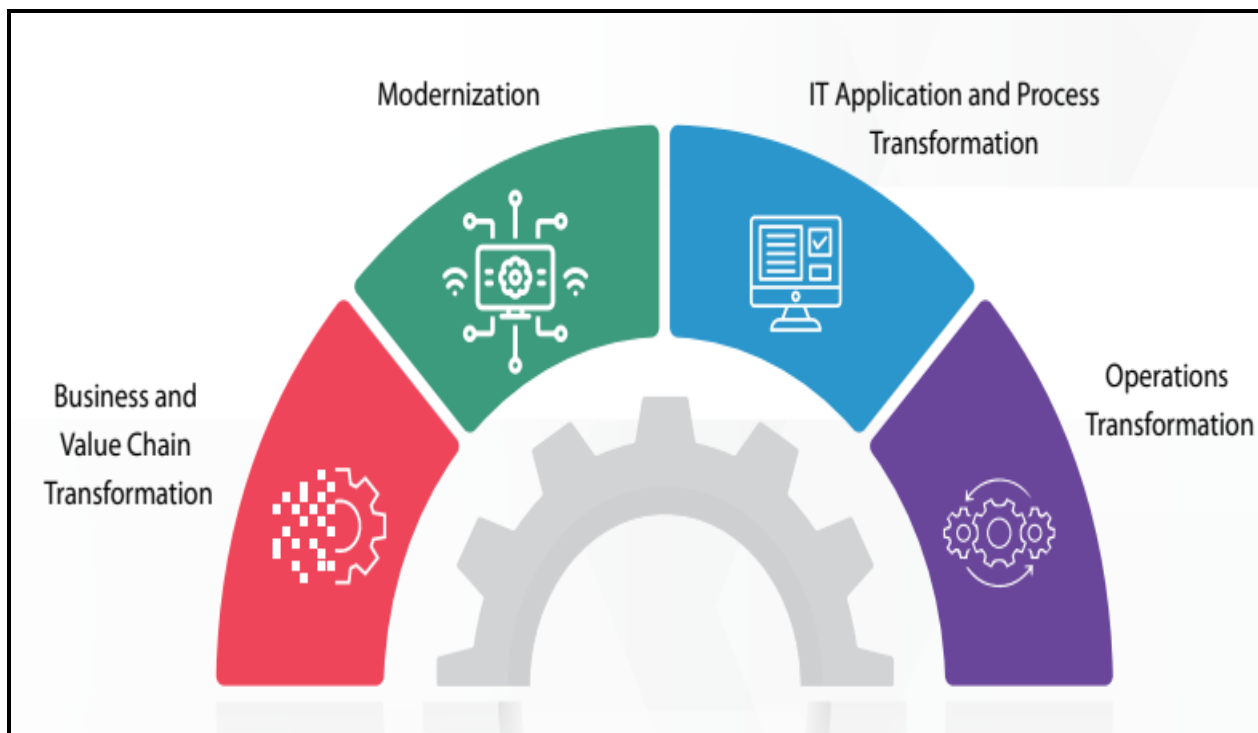 Modernization
IT Application and Process
Transformation
Business and
Value Chain
Transformation
Operations
Transformation